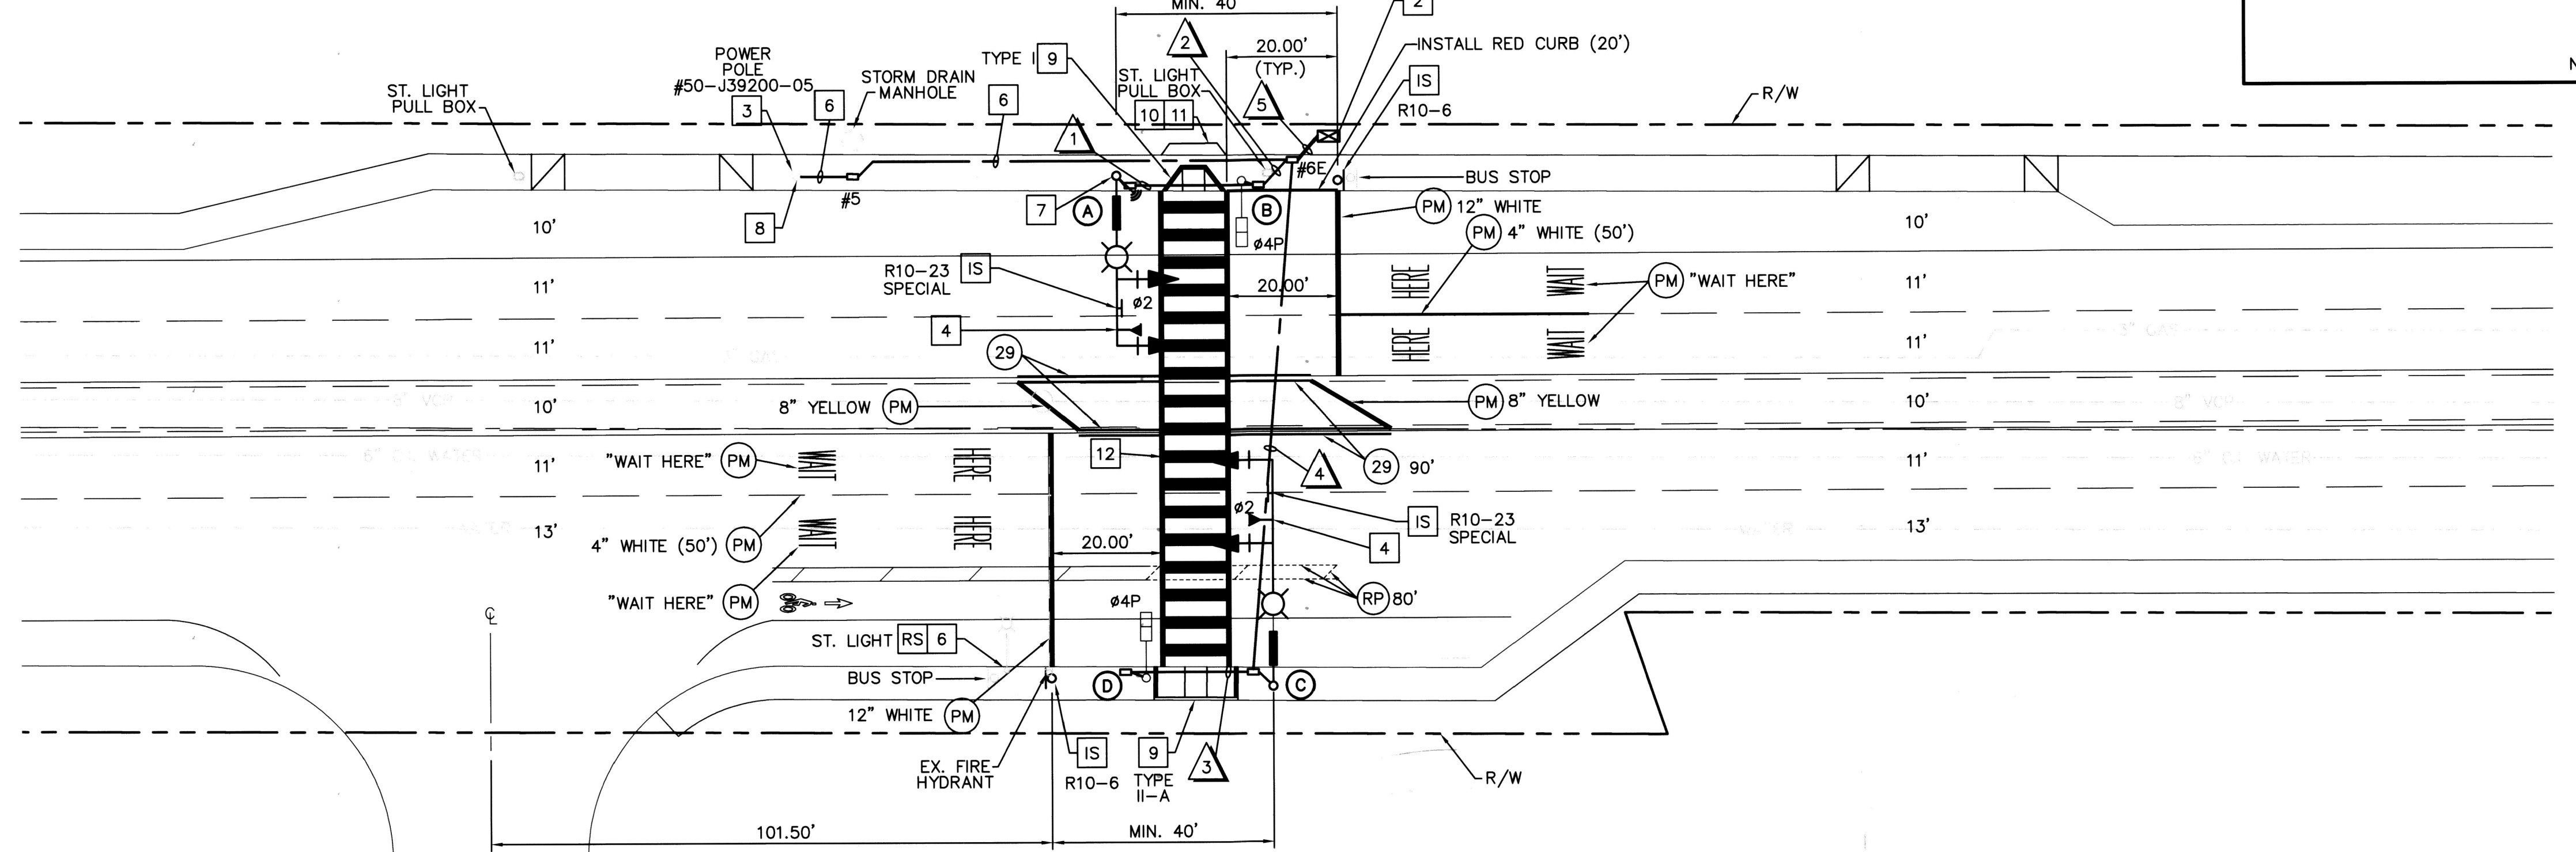 MIN. 40'
2
2
20.00'
(TYP.)
INSTALL RED CURB (20')
N
POWER
POLE
#50-J39200-05
TYPE I 9
ST. LIGHT
PULL BOX
STORM DRAIN
MANHOLE
ST. LIGHT
PULL BOX
IS
R10-6
R/W
3
6
6
10 11
5
1
#6E
BUS STOP
#5
8
7
A
B
PM 12" WHITE
10'
10'
ø4P
PM 4" WHITE (50')
R10-23
SPECIAL
IS
HERE
WAIT
PM "WAIT HERE"
11'
20.00'
11'
ø2
4
11'
HERE
WAIT
11'
29
8" YELLOW PM
PM 8" YELLOW
10'
10'
8" VCP
8" VCP
"WAIT HERE" PM
WAIT
HERE
12
4
29 90'
11'
11'
ø2
IS R10-23
SPECIAL
13'
WAIT
HERE
13'
4" WHITE (50') PM
20.00'
4
"WAIT HERE" PM
ø4P
RP 80'
ST. LIGHT RS 6
BUS STOP
D
C
12" WHITE PM
EX. FIRE
HYDRANT
IS
R10-6
9
TYPE
II-A
3
R/W
101.50'
MIN. 40'